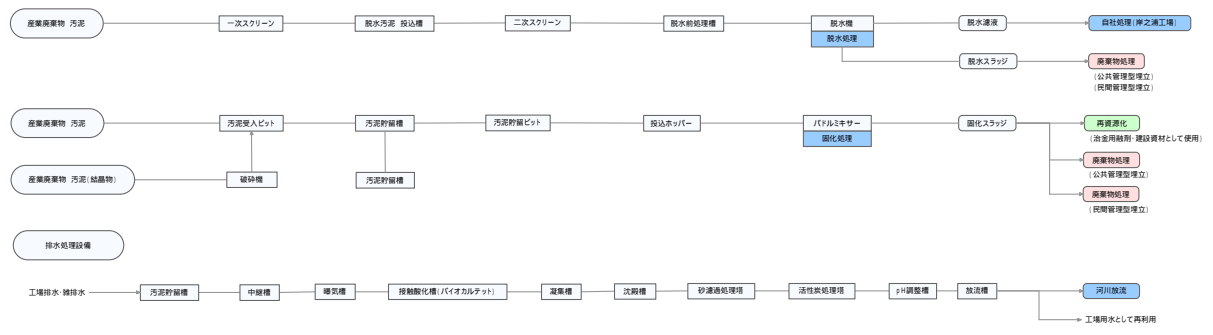 産業廃棄物 汚泥
一次スクリーン
脱水汚泥 投込槽
二次スクリーン
脱水前処理槽
脱水機
脱水処理
脱水濾液
自社処理(岸之浦工場)
脱水スラッジ
廃棄物処理
(公共管理型埋立)
(民間管理型埋立)
産業廃棄物 汚泥
汚泥受入ピット
汚泥貯留槽
汚泥貯留ピット
投込ホッパー
パドルミキサー
固化処理
固化スラッジ
再資源化
(冶金用融剤・建設資材として使用)
産業廃棄物 汚泥(結晶物)
破砕機
汚泥貯留槽
廃棄物処理
(公共管理型埋立)
廃棄物処理
(民間管理型埋立)
排水処理設備
工場排水・雑排水
汚泥貯留槽
中継槽
曝気槽
接触酸化槽(バイオカルテット)
凝集槽
沈殿槽
砂濾過処理塔
活性炭処理塔
pH調整槽
放流槽
河川放流
工場用水として再利用